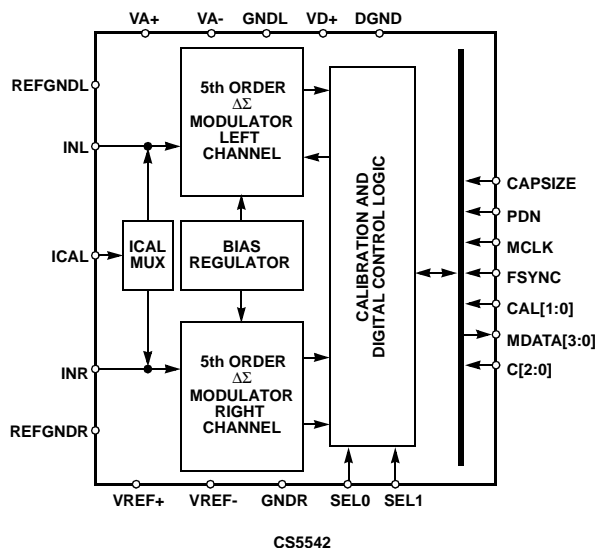 VA+ VA- GNDL VD+ DGND
REFGNDL
INL
ICAL
INR
REFGNDR
5th ORDER
ΔΣ
MODULATOR
LEFT
CHANNEL
ICAL
MUX
BIAS
REGULATOR
5th ORDER
ΔΣ
MODULATOR
RIGHT
CHANNEL
CALIBRATION AND
DIGITAL CONTROL LOGIC
CAPSIZE
PDN
MCLK
FSYNC
CAL[1:0]
MDATA[3:0]
C[2:0]
VREF+ VREF- GNDR SEL0 SEL1
CS5542